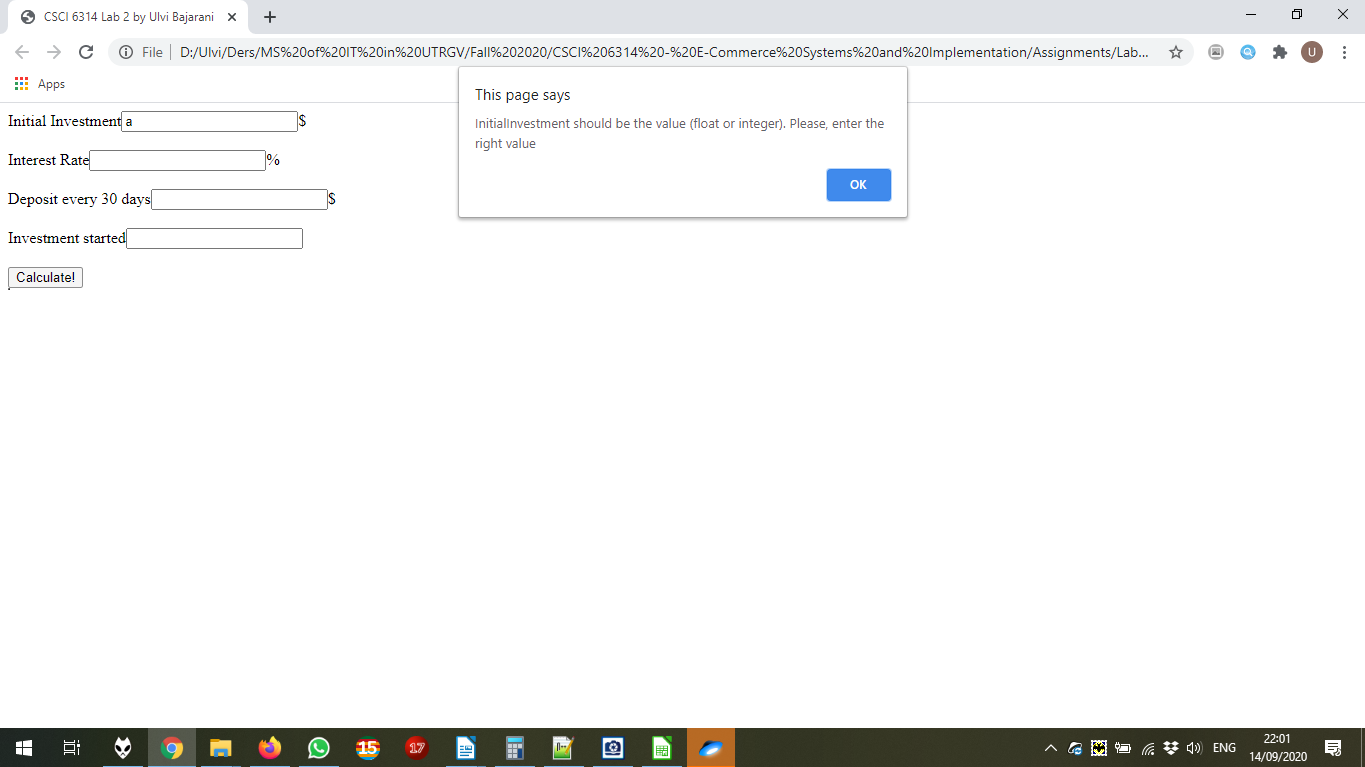 CSCI 6314 Lab 2 by Ulvi Bajarani
File
D:/Ulvi/Ders/MS%20of%20IT%20in%20UTRGV/Fall%202020/CSCI%206314%20-%20E-Commerce%20Systems%20and%20Implementation/Assignments/Lab...
U
Apps
This page says
InitialInvestment should be the value (float or integer). Please, enter the
right value
OK
Initial Investment a $
Interest Rate %
Deposit every 30 days $
Investment started
Calculate!
15
17
ENG
22:01
14/09/2020